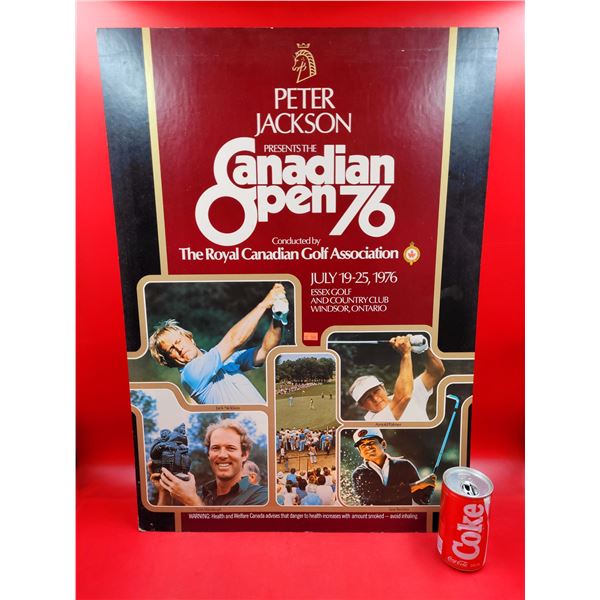 PETER
JACKSON
PRESENTS THE
Canadian
Open 76
Conducted by
The Royal Canadian Golf Association
JULY 19-25, 1976
ESSEX GOLF
AND COUNTRY CLUB
WINDSOR, ONTARIO
Jack Nicklaus
Arnold Palmer
WARNING: Health and Welfare Canada advises that danger to health increases with amount smoked – avoid inhaling.
Coke
Coca-Cola